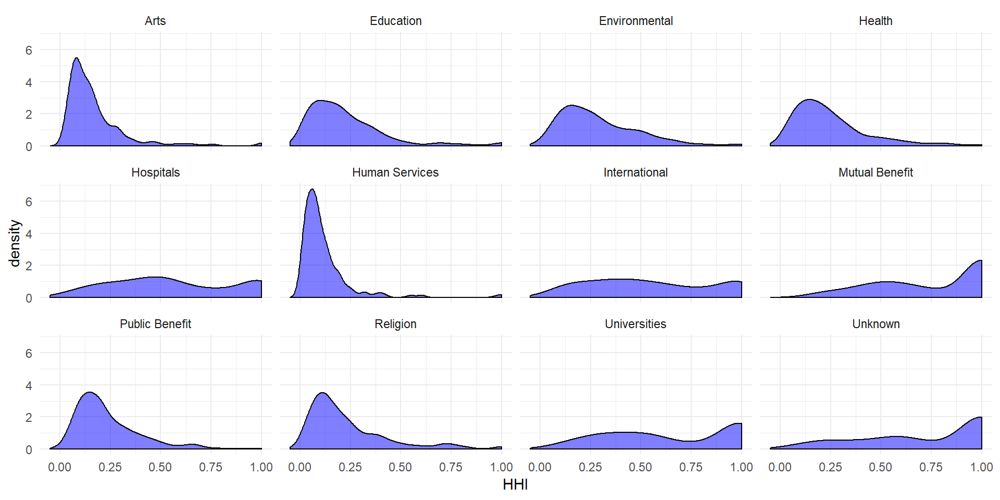 Arts Education Environmental Health
6
4
2
0
Hospitals Human Services International Mutual Benefit
6
4
2
0
density
Public Benefit Religion Universities Unknown
6
4
2
0
0.00 0.25 0.50 0.75 1.00 0.00 0.25 0.50 0.75 1.00 0.00 0.25 0.50 0.75 1.00 0.00 0.25 0.50 0.75 1.00
HHI